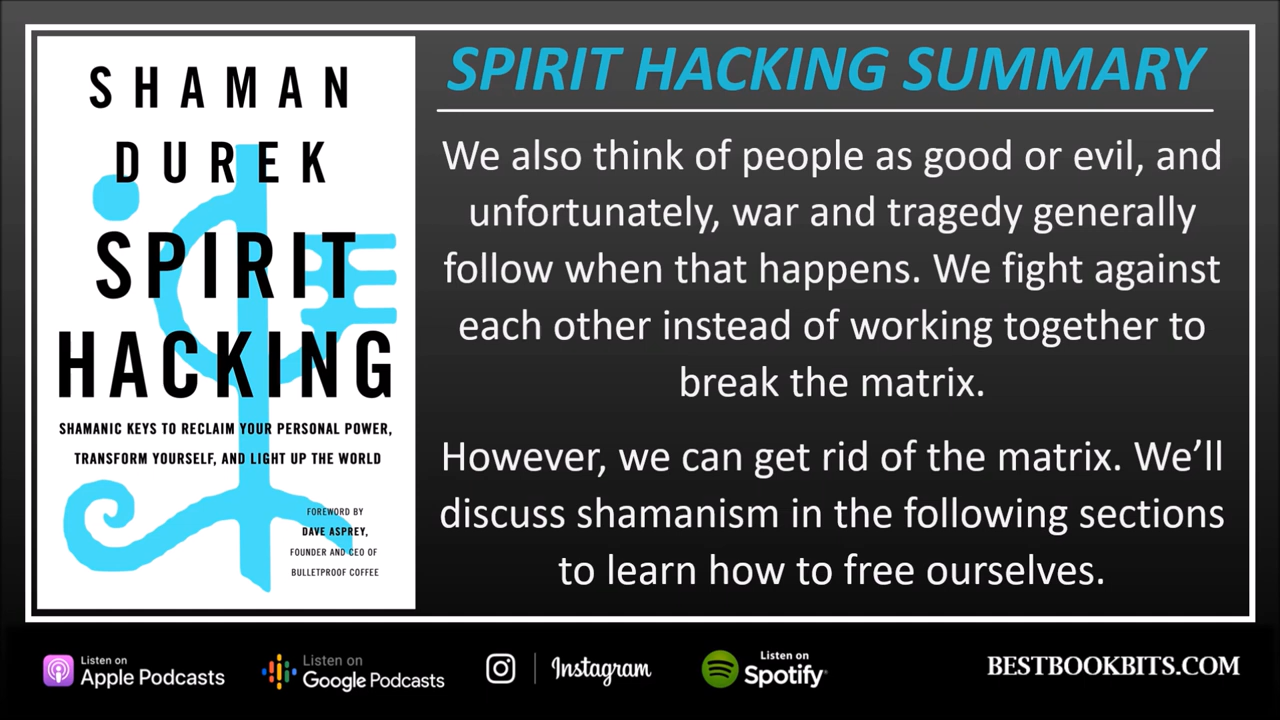 SHAMAN
DUREK
SPIRIT
HACKING
SHAMANIC KEYS TO RECLAIM YOUR PERSONAL POWER,
TRANSFORM YOURSELF, AND LIGHT UP THE WORLD
FOREWORD BY
DAVE ASPREY,
FOUNDER AND CEO OF
BULLETPROOF COFFEE
SPIRIT HACKING SUMMARY
We also think of people as good or evil, and
unfortunately, war and tragedy generally
follow when that happens. We fight against
each other instead of working together to
break the matrix.
However, we can get rid of the matrix. We’ll
discuss shamanism in the following sections
to learn how to free ourselves.
Listen on
Apple Podcasts
Listen on
Google Podcasts
Instagram
Listen on
Spotify
BESTBOOKBITS.COM